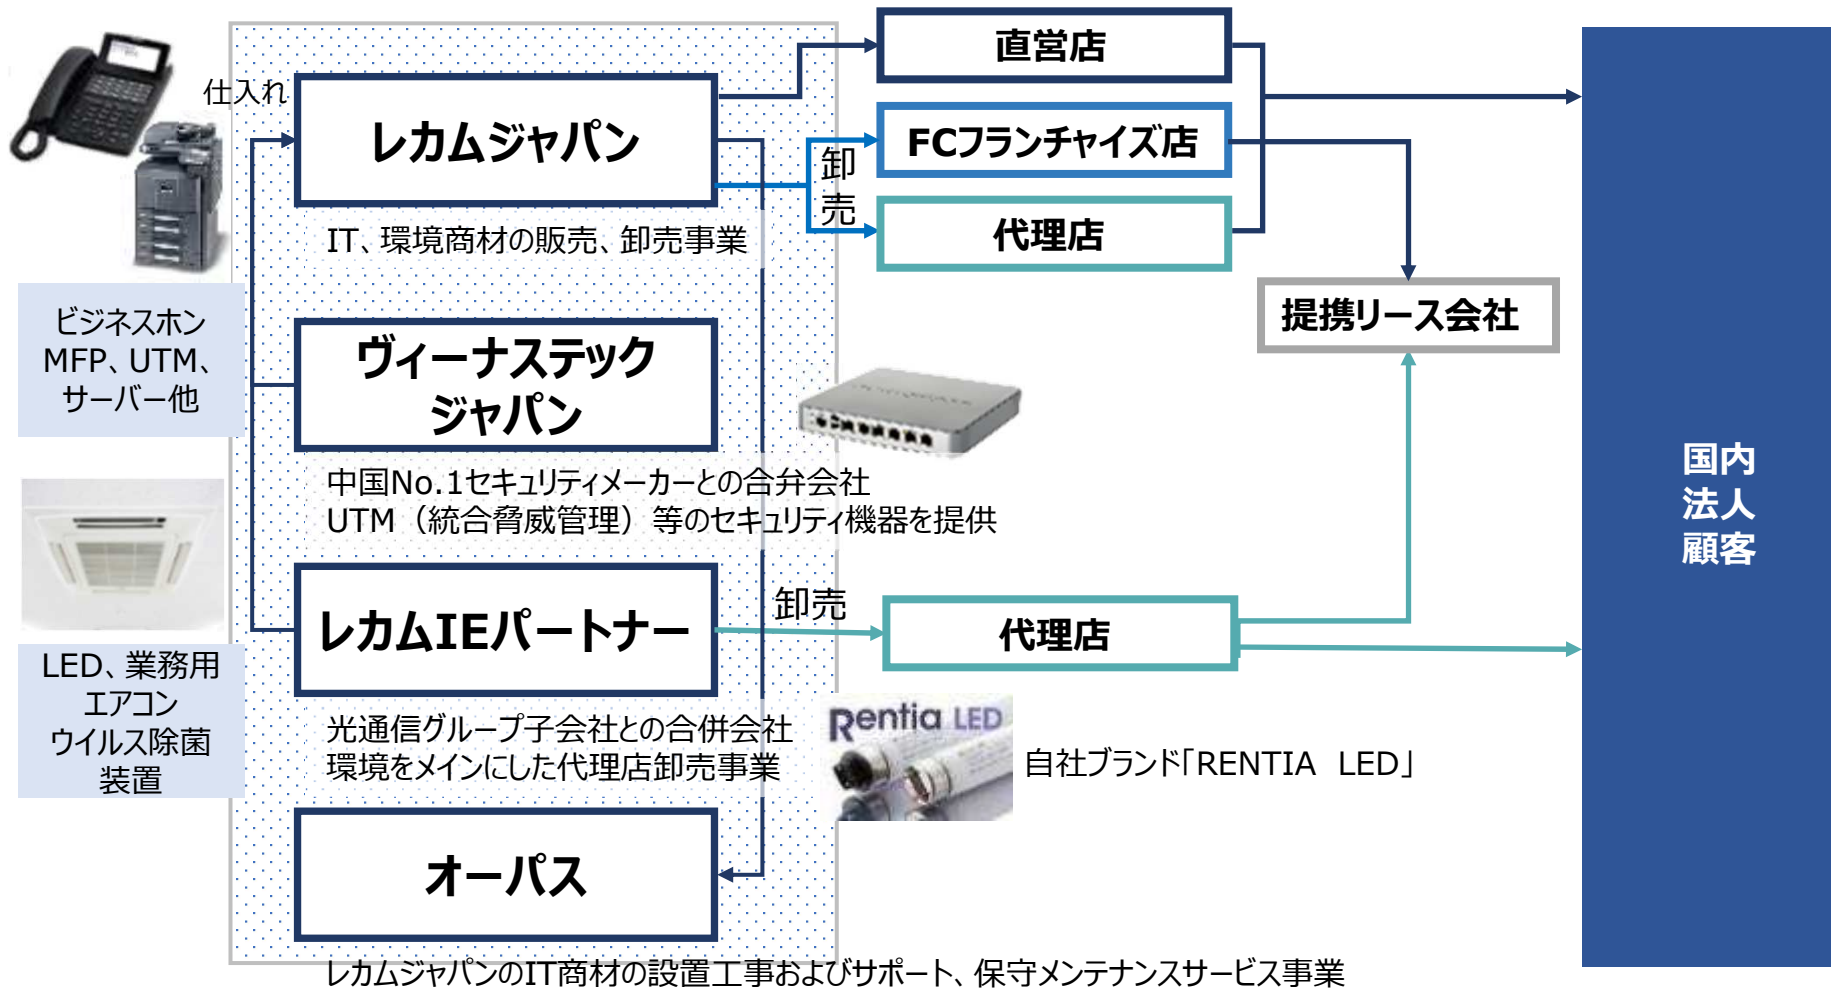 仕入れ
レカムジャパン
IT、環境商材の販売、卸売事業
ビジネスホン
MFP、UTM、
サーバー他
ヴィーナステック
ジャパン
中国No.1セキュリティメーカーとの合弁会社
UTM（統合脅威管理）等のセキュリティ機器を提供
レカムIEパートナー
LED、業務用
エアコン
ウイルス除菌
装置
光通信グループ子会社との合併会社
環境をメインにした代理店卸売事業
オーパス
レカムジャパンのIT商材の設置工事およびサポート、保守メンテナンスサービス事業
直営店
卸
売
FCフランチャイズ店
代理店
提携リース会社
卸売
代理店
Rentia LED
自社ブランド「RENTIA　LED」
国内
法人
顧客